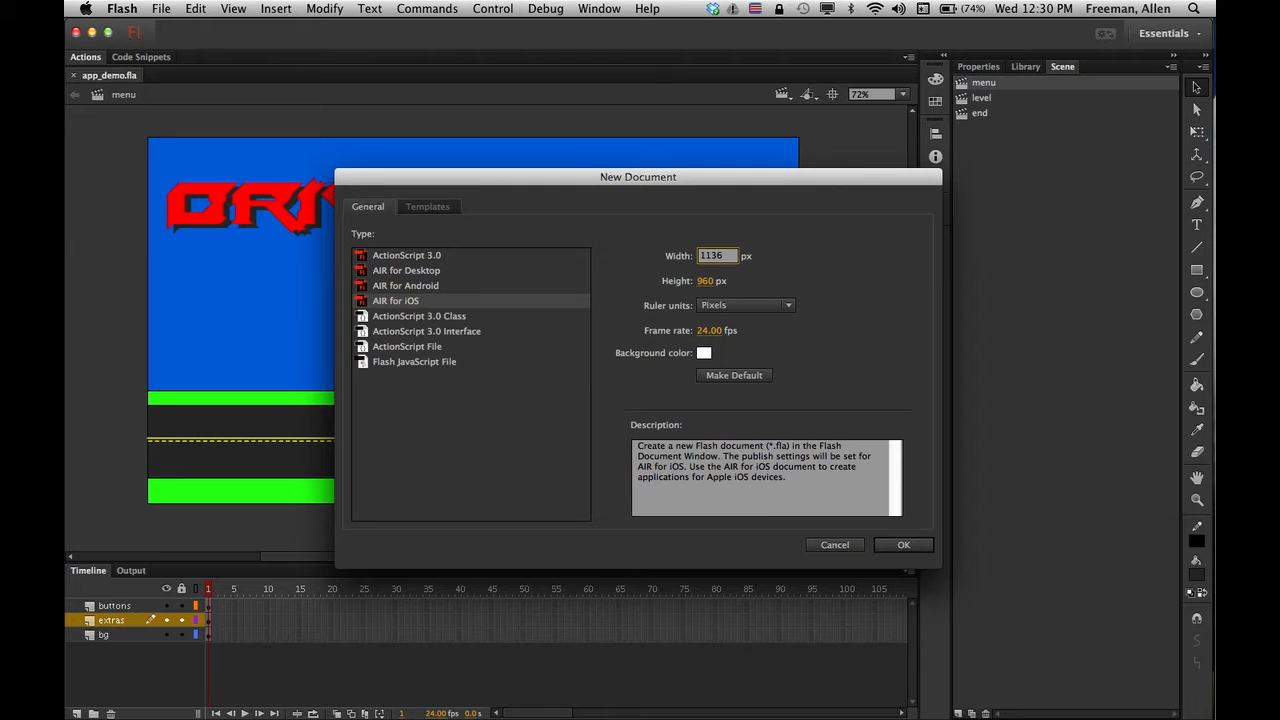 Flash File Edit View Insert Modify Text Commands Control Debug Window Help (74%) Wed 12:30 PM Freeman, Allen
Fl Essentials
Actions Code Snippets
Properties Library Scene
app_demo.fla
menu
72%
menu
level
end
New Document
General Templates
Type:
ActionScript 3.0
AIR for Desktop
AIR for Android
AIR for iOS
ActionScript 3.0 Class
ActionScript 3.0 Interface
ActionScript File
Flash JavaScript File
Width: 1136 px
Height: 960 px
Ruler units: Pixels
Frame rate: 24.00 fps
Background color:
Make Default
Description:
Create a new Flash document (*.fla) in the Flash
Document Window. The publish settings will be set for
AIR for iOS. Use the AIR for iOS document to create
applications for Apple iOS devices.
Cancel OK
Timeline Output
1 5 10 15 20 25 30 35 40 45 50 55 60 65 70 75 80 85 90 95 100 105
buttons
extras
bg
1 24.00 fps 0.0 s